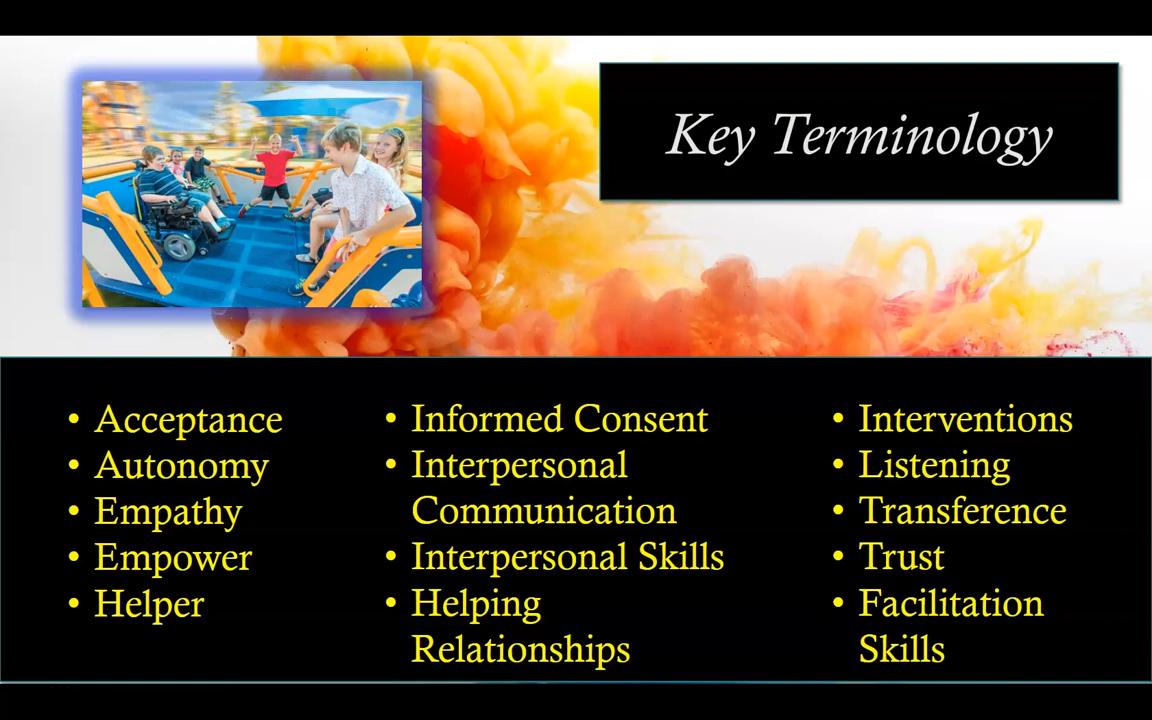 Key Terminology
• Acceptance
• Autonomy
• Empathy
• Empower
• Helper
• Informed Consent
• Interpersonal
Communication
• Interpersonal Skills
• Helping
Relationships
• Interventions
• Listening
• Transference
• Trust
• Facilitation
Skills